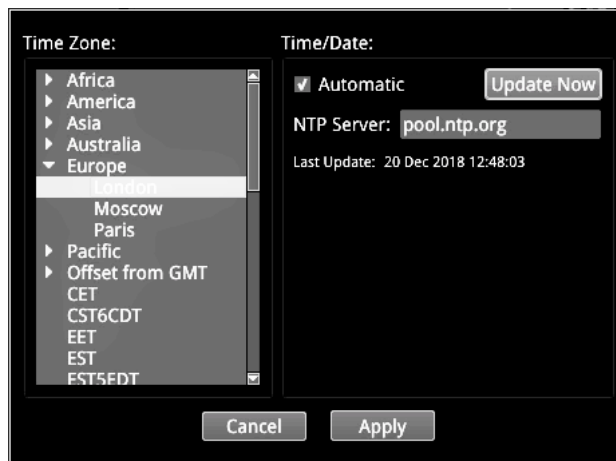 Time Zone:
Africa
America
Asia
Australia
Europe
London
Moscow
Paris
Pacific
Offset from GMT
CET
CST6CDT
EET
EST
EST5EDT
Time/Date:
Automatic
Update Now
NTP Server: pool.ntp.org
Last Update: 20 Dec 2018 12:48:03
Cancel
Apply